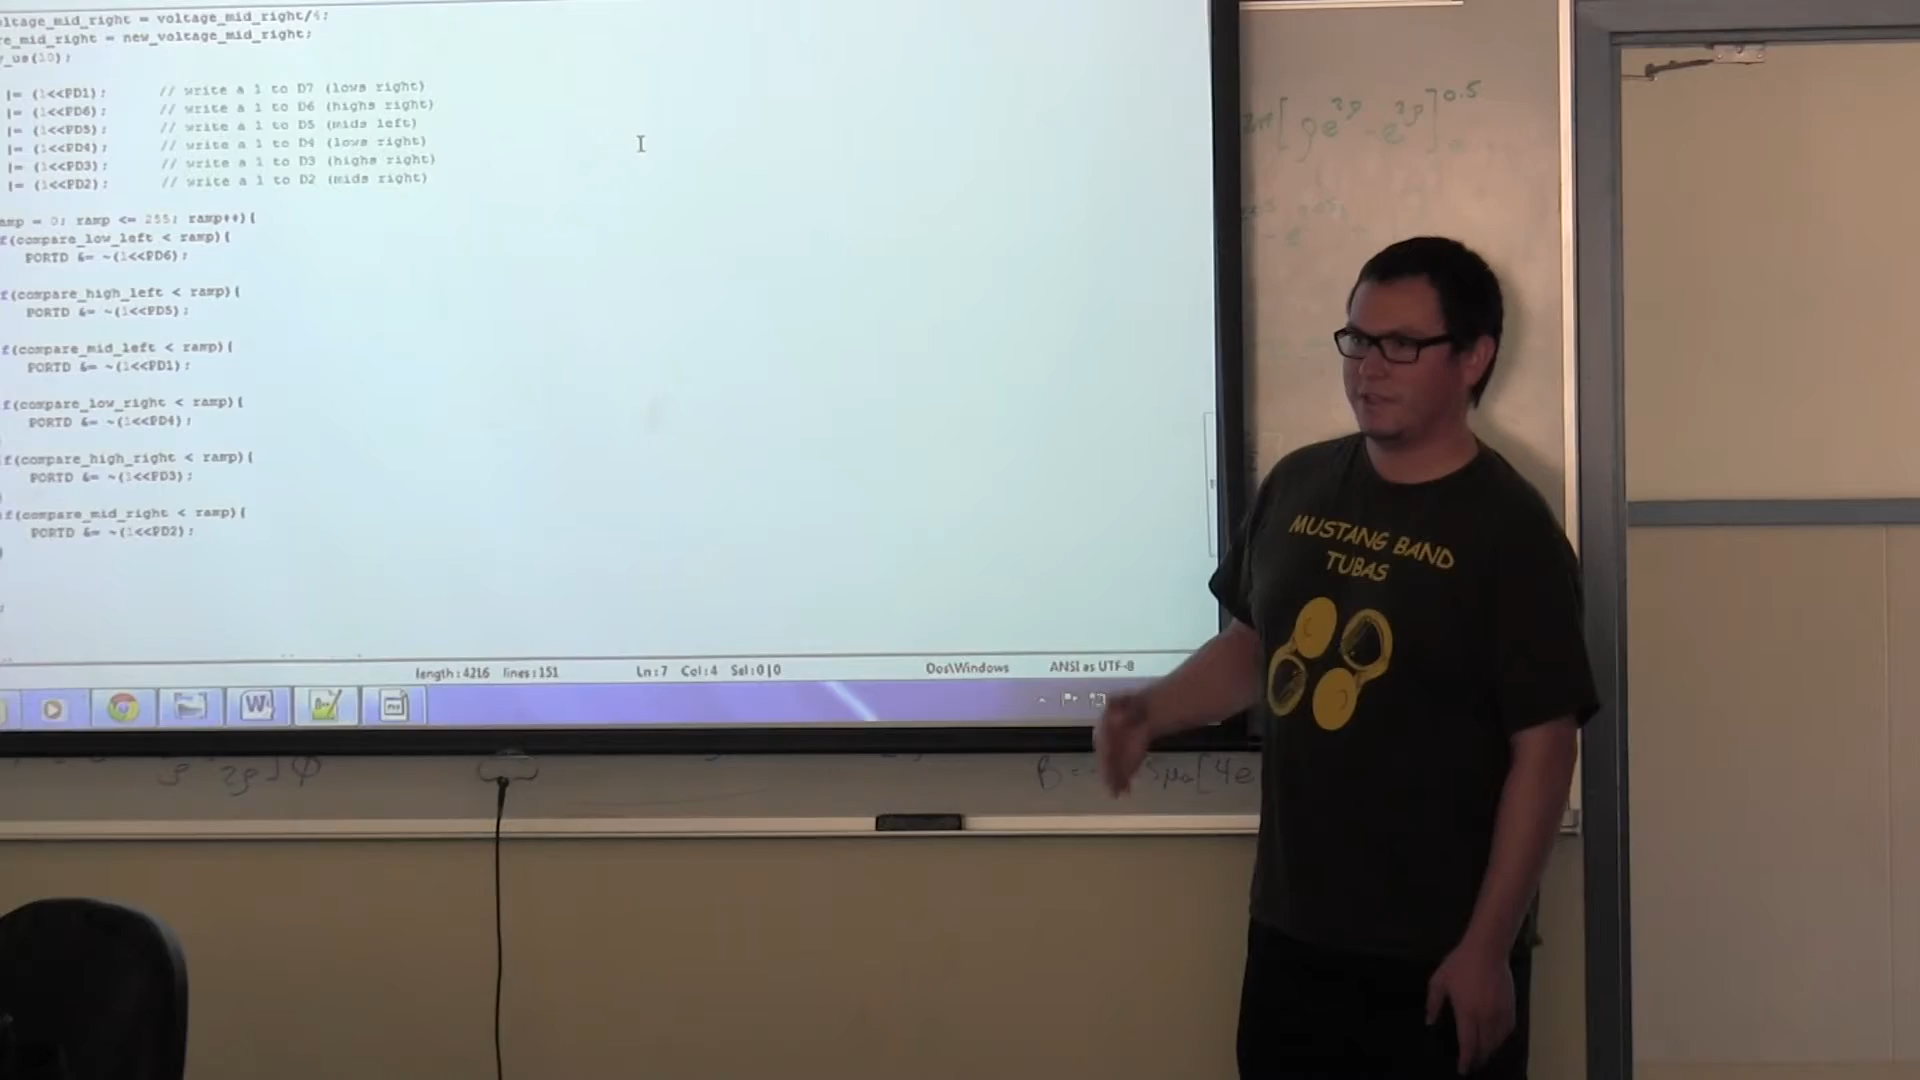 voltage_mid_right = voltage_mid_right/4;
re_mid_right = new_voltage_mid_right;
y_us(10);
|= (1<<PD1); // write a 1 to D7 (lows right)
|= (1<<PD6); // write a 1 to D6 (highs right)
|= (1<<PD5); // write a 1 to D5 (mids left)
|= (1<<PD4); // write a 1 to D4 (lows right)
|= (1<<PD3); // write a 1 to D3 (highs right)
|= (1<<PD2); // write a 1 to D2 (mids right)
amp = 0; ramp <= 255; ramp++){
f(compare_low_left < ramp){
PORTD &= ~(1<<PD6);
f(compare_high_left < ramp){
PORTD &= ~(1<<PD5);
f(compare_mid_left < ramp){
PORTD &= ~(1<<PD1);
f(compare_low_right < ramp){
PORTD &= ~(1<<PD4);
f(compare_high_right < ramp){
PORTD &= ~(1<<PD3);
f(compare_mid_right < ramp){
PORTD &= ~(1<<PD2);
length:4216 lines:151 Ln:7 Col:4 Sel:0|0 Dos\Windows ANSI as UTF-8
MUSTANG BAND
TUBAS